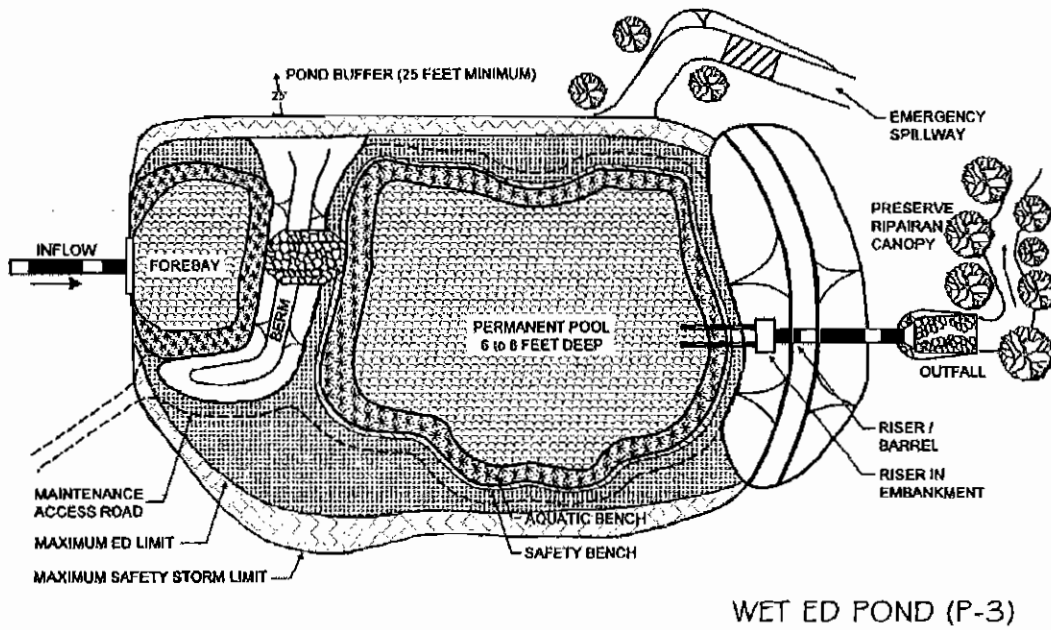 POND BUFFER (25 FEET MINIMUM)
25'
EMERGENCY
SPILLWAY
PRESERVE
RIPAIRAN
CANOPY
INFLOW
FOREBAY
BERM
PERMANENT POOL
6 to 8 FEET DEEP
OUTFALL
RISER /
BARREL
RISER IN
EMBANKMENT
MAINTENANCE
ACCESS ROAD
AQUATIC BENCH
MAXIMUM ED LIMIT
SAFETY BENCH
MAXIMUM SAFETY STORM LIMIT
WET ED POND (P-3)